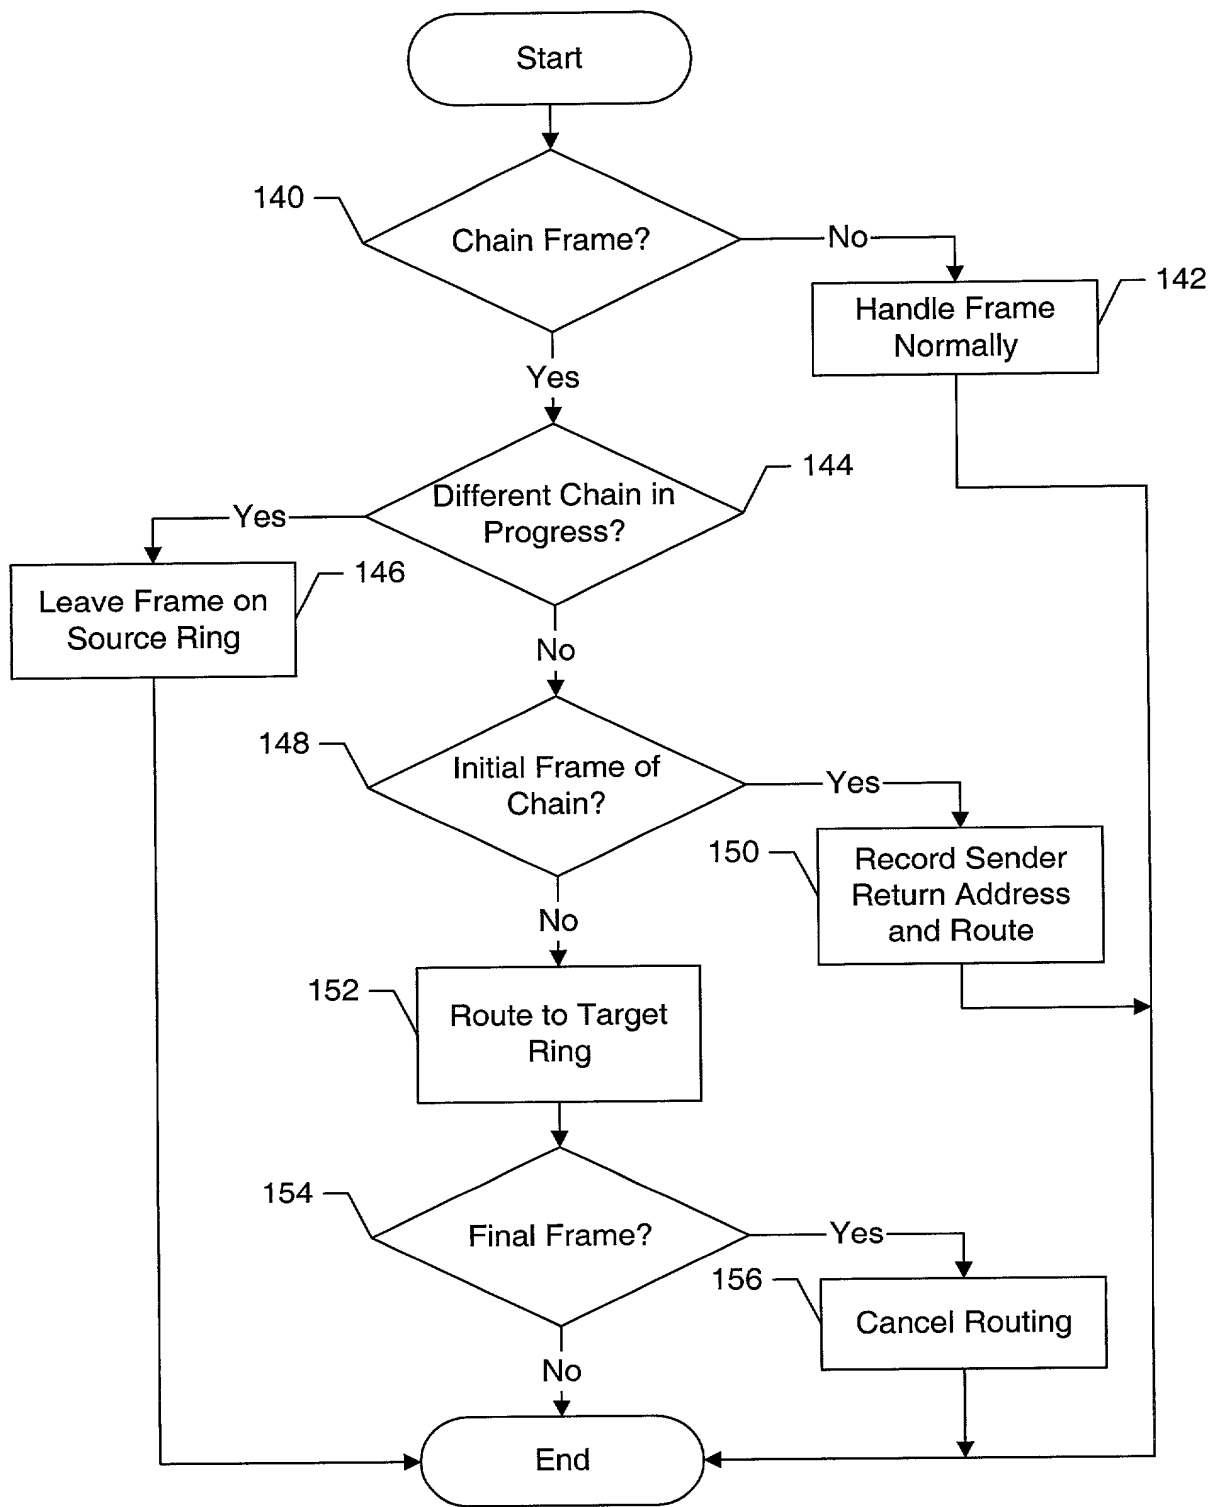 Start
140
Chain Frame?
No
142
Handle Frame
Normally
Yes
144
Different Chain in
Progress?
Yes
146
Leave Frame on
Source Ring
No
148
Initial Frame of
Chain?
Yes
150
Record Sender
Return Address
and Route
No
152
Route to Target
Ring
154
Final Frame?
Yes
156
Cancel Routing
No
End